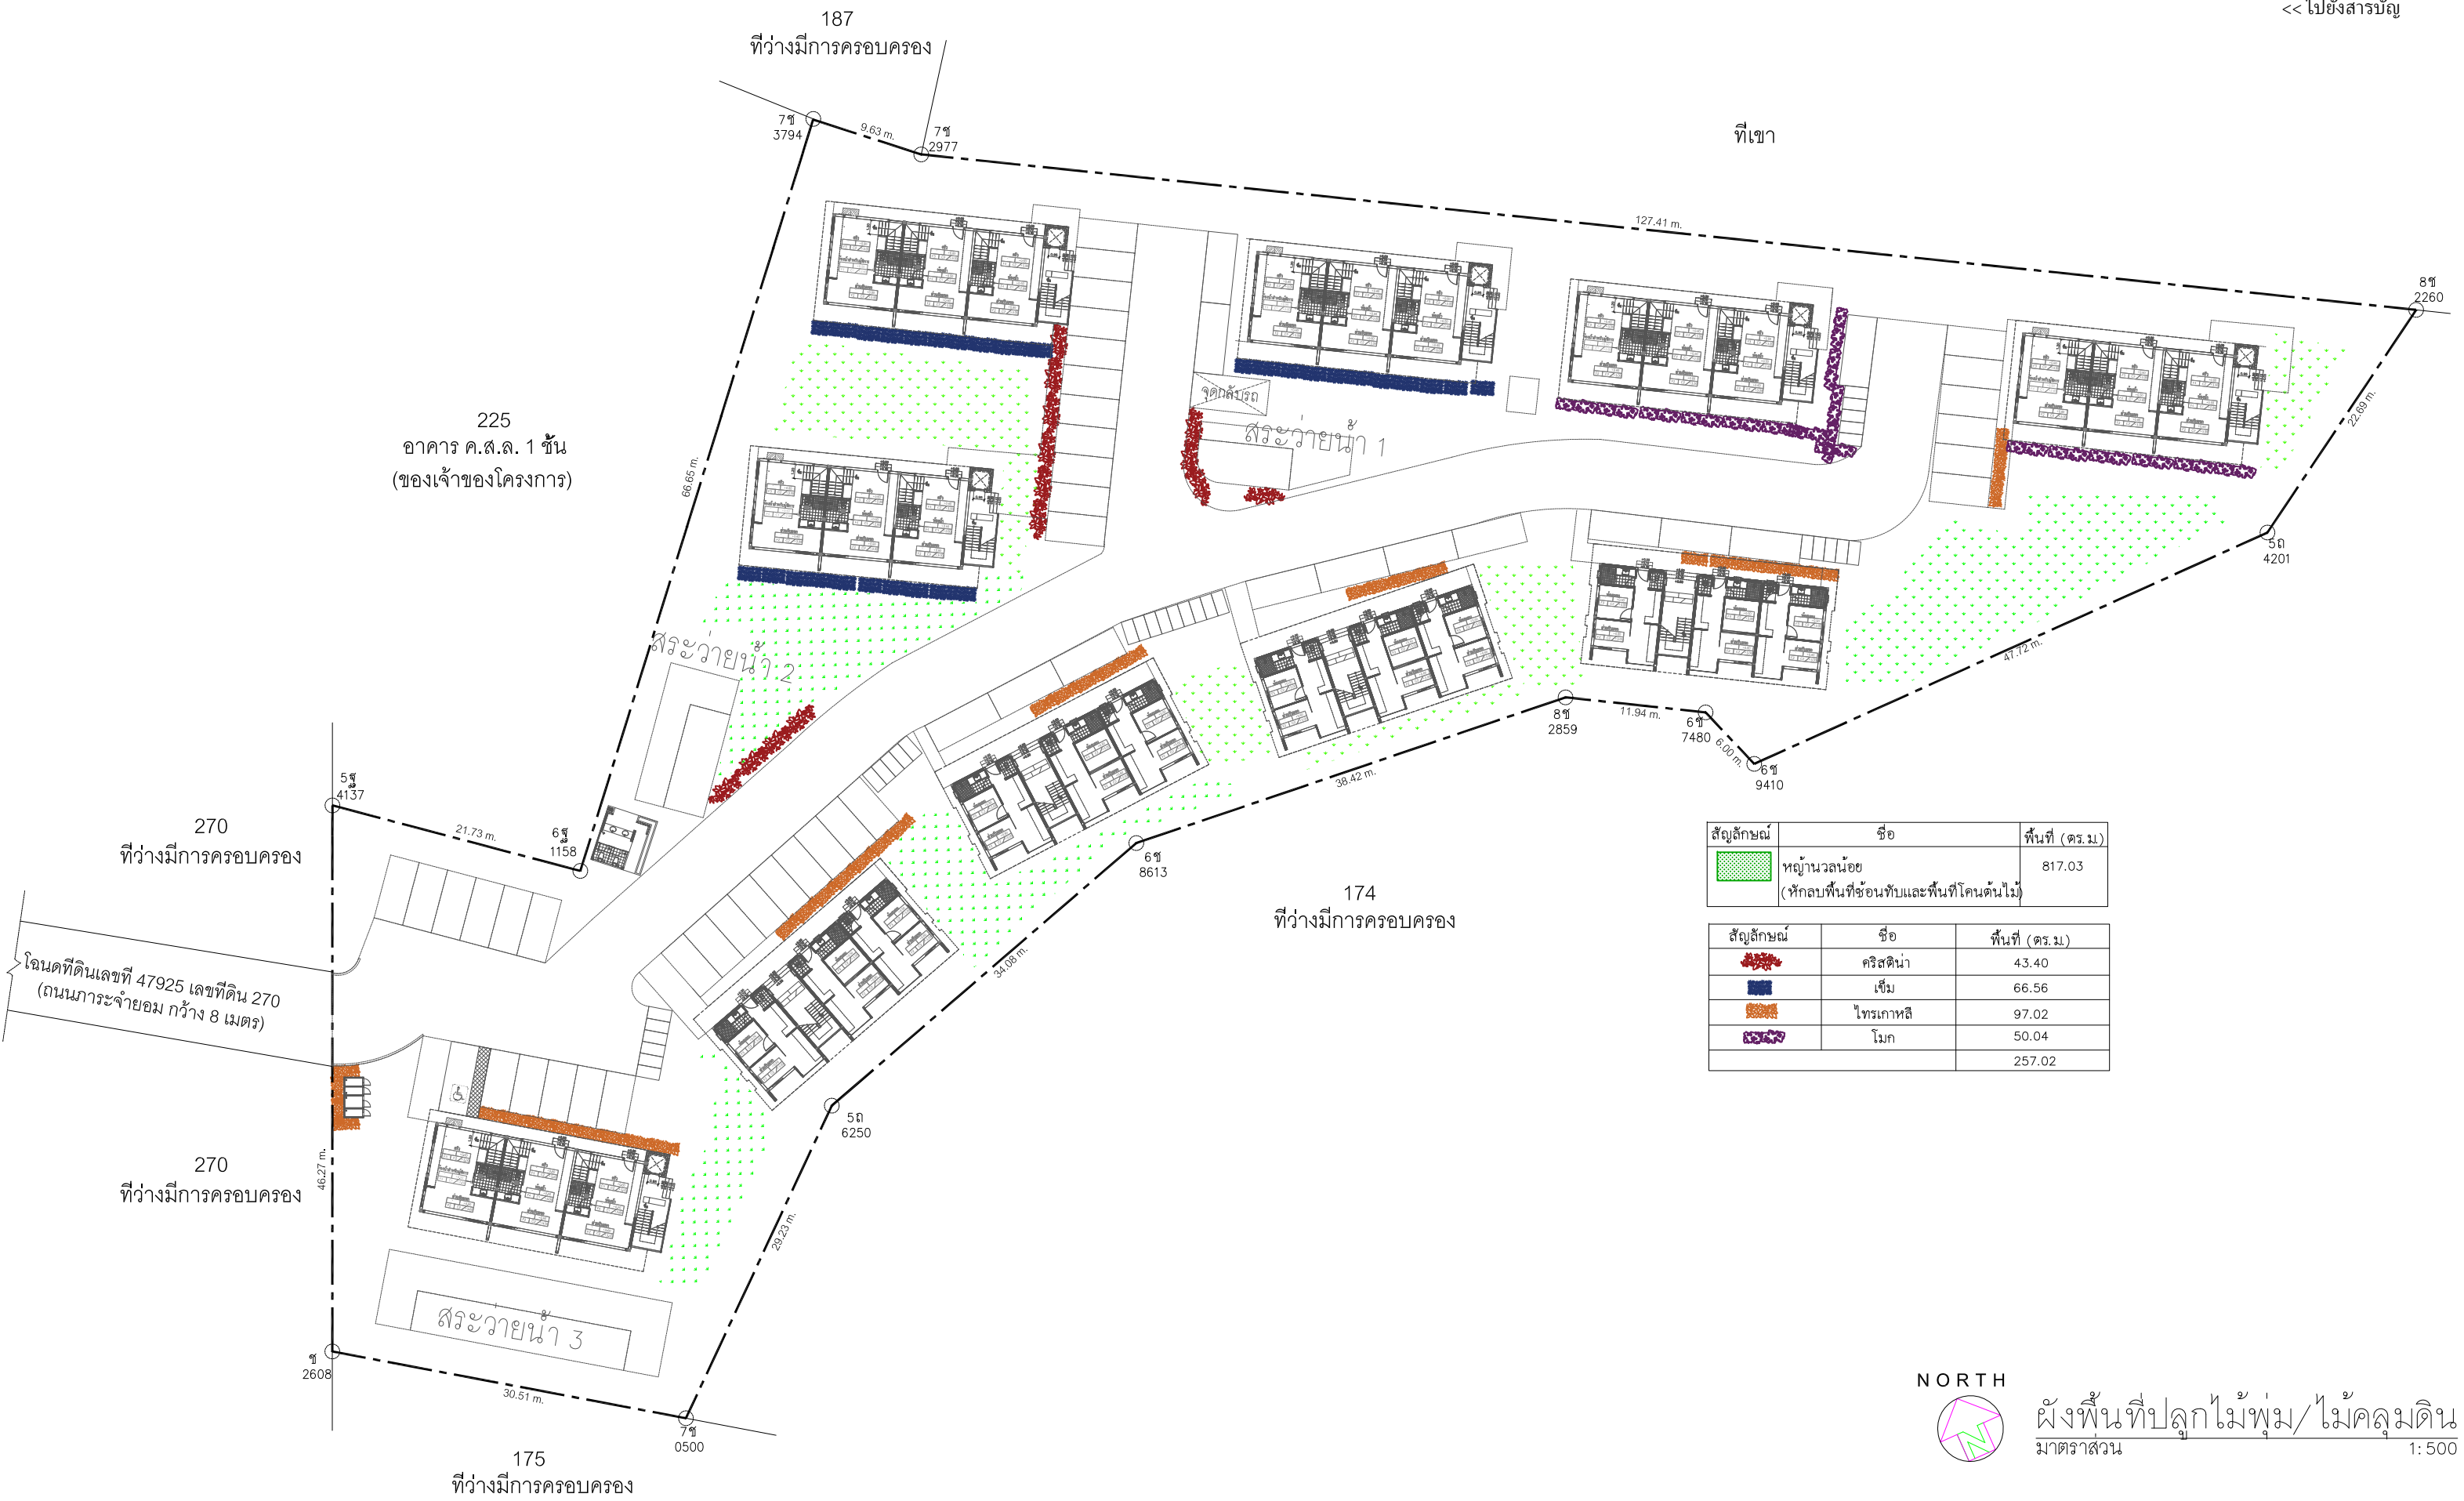 << ไปยังสารบัญ
187
ที่ว่างมีการครอบครอง
7ช
3794
9.63 m.
7ช
2977
ที่เขา
127.41 m.
8ช
2260
22.69 m.
225
อาคาร ค.ส.ล. 1 ชั้น
(ของเจ้าของโครงการ)
66.65 m.
จุดกลับรถ
สระว่ายน้ำ 1
5ถ
4201
47.72 m.
สระว่ายน้ำ 2
8ช
2859
11.94 m.
6ช
7480
6.00 m.
6ช
9410
38.42 m.
5ฐ
4137
21.73 m.
6ฐ
1158
270
ที่ว่างมีการครอบครอง
6ช
8613
34.08 m.
174
ที่ว่างมีการครอบครอง
สัญลักษณ์ ชื่อ พื้นที่ (ตร.ม.)
หญ้านวลน้อย 817.03
(หักลบพื้นที่ซ้อนทับและพื้นที่โคนต้นไม้)
สัญลักษณ์ ชื่อ พื้นที่ (ตร.ม.)
คริสติน่า 43.40
เข็ม 66.56
ไทรเกาหลี 97.02
โมก 50.04
257.02
โฉนดที่ดินเลขที่ 47925 เลขที่ดิน 270
(ถนนภาระจำยอม กว้าง 8 เมตร)
5ถ
6250
270
ที่ว่างมีการครอบครอง
46.27 m.
29.23 m.
สระว่ายน้ำ 3
ช
2608
30.51 m.
7ช
0500
175
ที่ว่างมีการครอบครอง
NORTH
ผังพื้นที่ปลูกไม้พุ่ม/ไม้คลุมดิน
มาตราส่วน 1:500